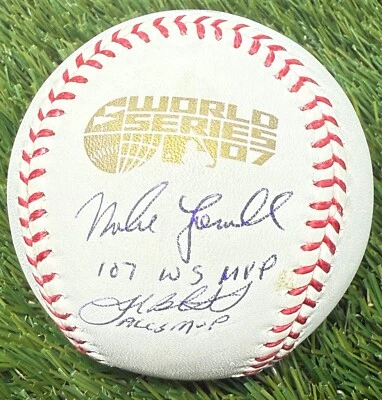 WORLD
SERIES
07
Mike Lowell
'07 WS MVP
ALCS MVP